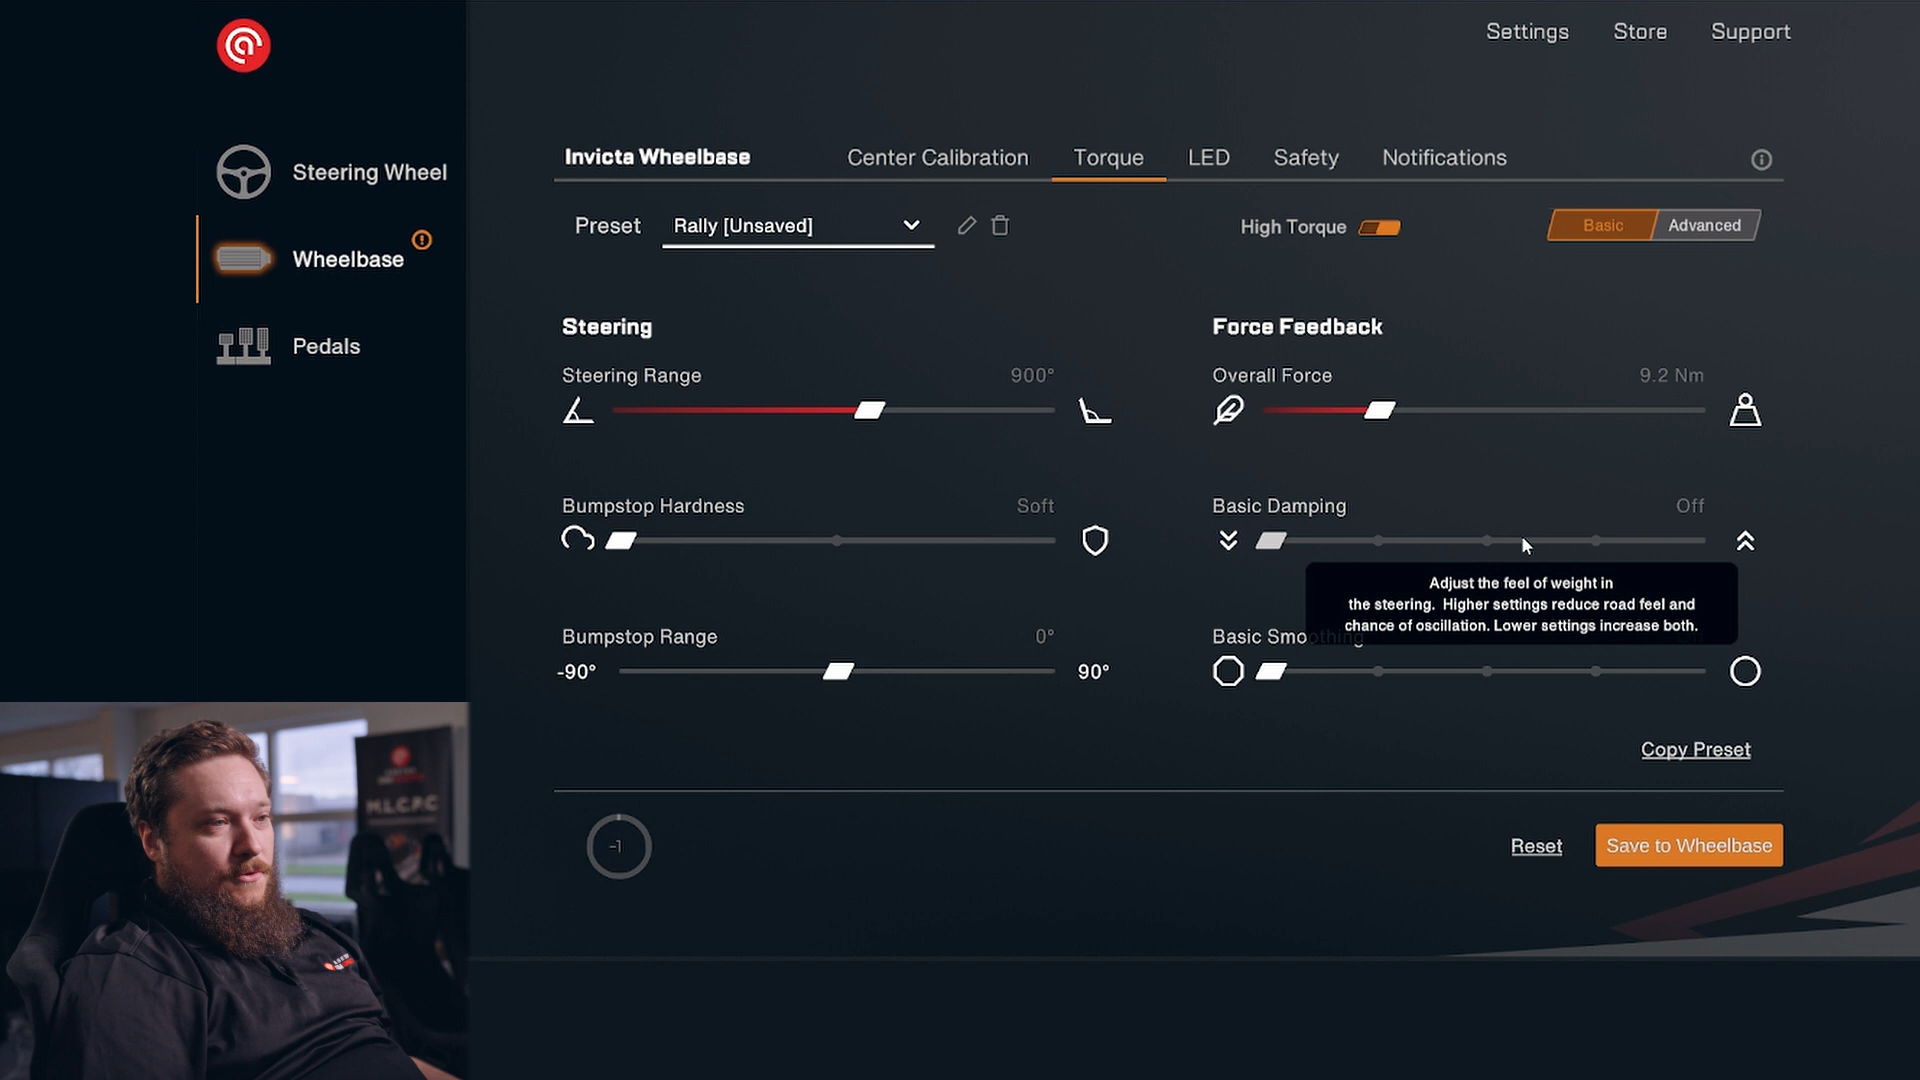 Settings
Store
Support
Steering Wheel
Wheelbase
Pedals
Invicta Wheelbase
Center Calibration
Torque
LED
Safety
Notifications
Preset
Rally [Unsaved]
High Torque
Basic
Advanced
Steering
Steering Range
900°
Bumpstop Hardness
Soft
Bumpstop Range
0°
-90°
90°
Force Feedback
Overall Force
9.2 Nm
Basic Damping
Off
Adjust the feel of weight in
the steering. Higher settings reduce road feel and
chance of oscillation. Lower settings increase both.
Basic Smoothing
Copy Preset
-1
Reset
Save to Wheelbase
M.L.C.P.C